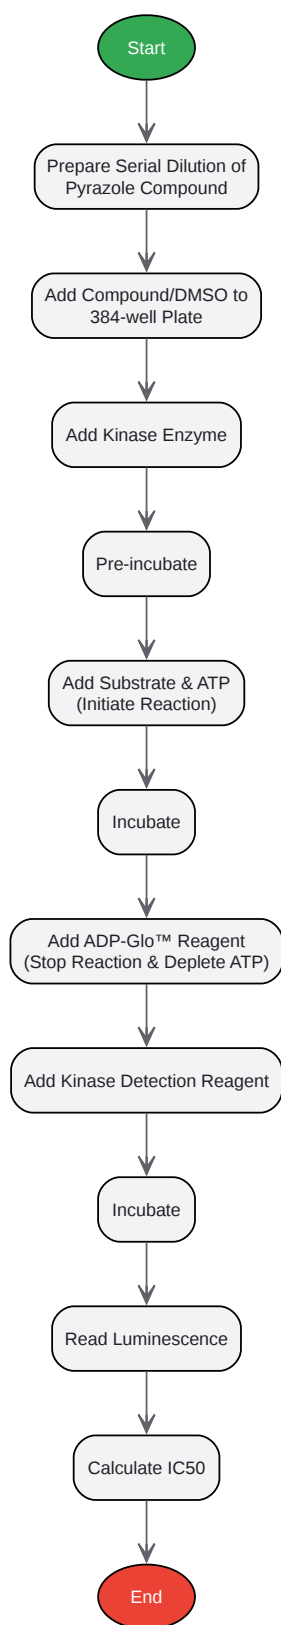 Start
Prepare Serial Dilution of
Pyrazole Compound
Add Compound/DMSO to
384-well Plate
Add Kinase Enzyme
Pre-incubate
Add Substrate & ATP
(Initiate Reaction)
Incubate
Add ADP-Glo™ Reagent
(Stop Reaction & Deplete ATP)
Add Kinase Detection Reagent
Incubate
Read Luminescence
Calculate IC50
End